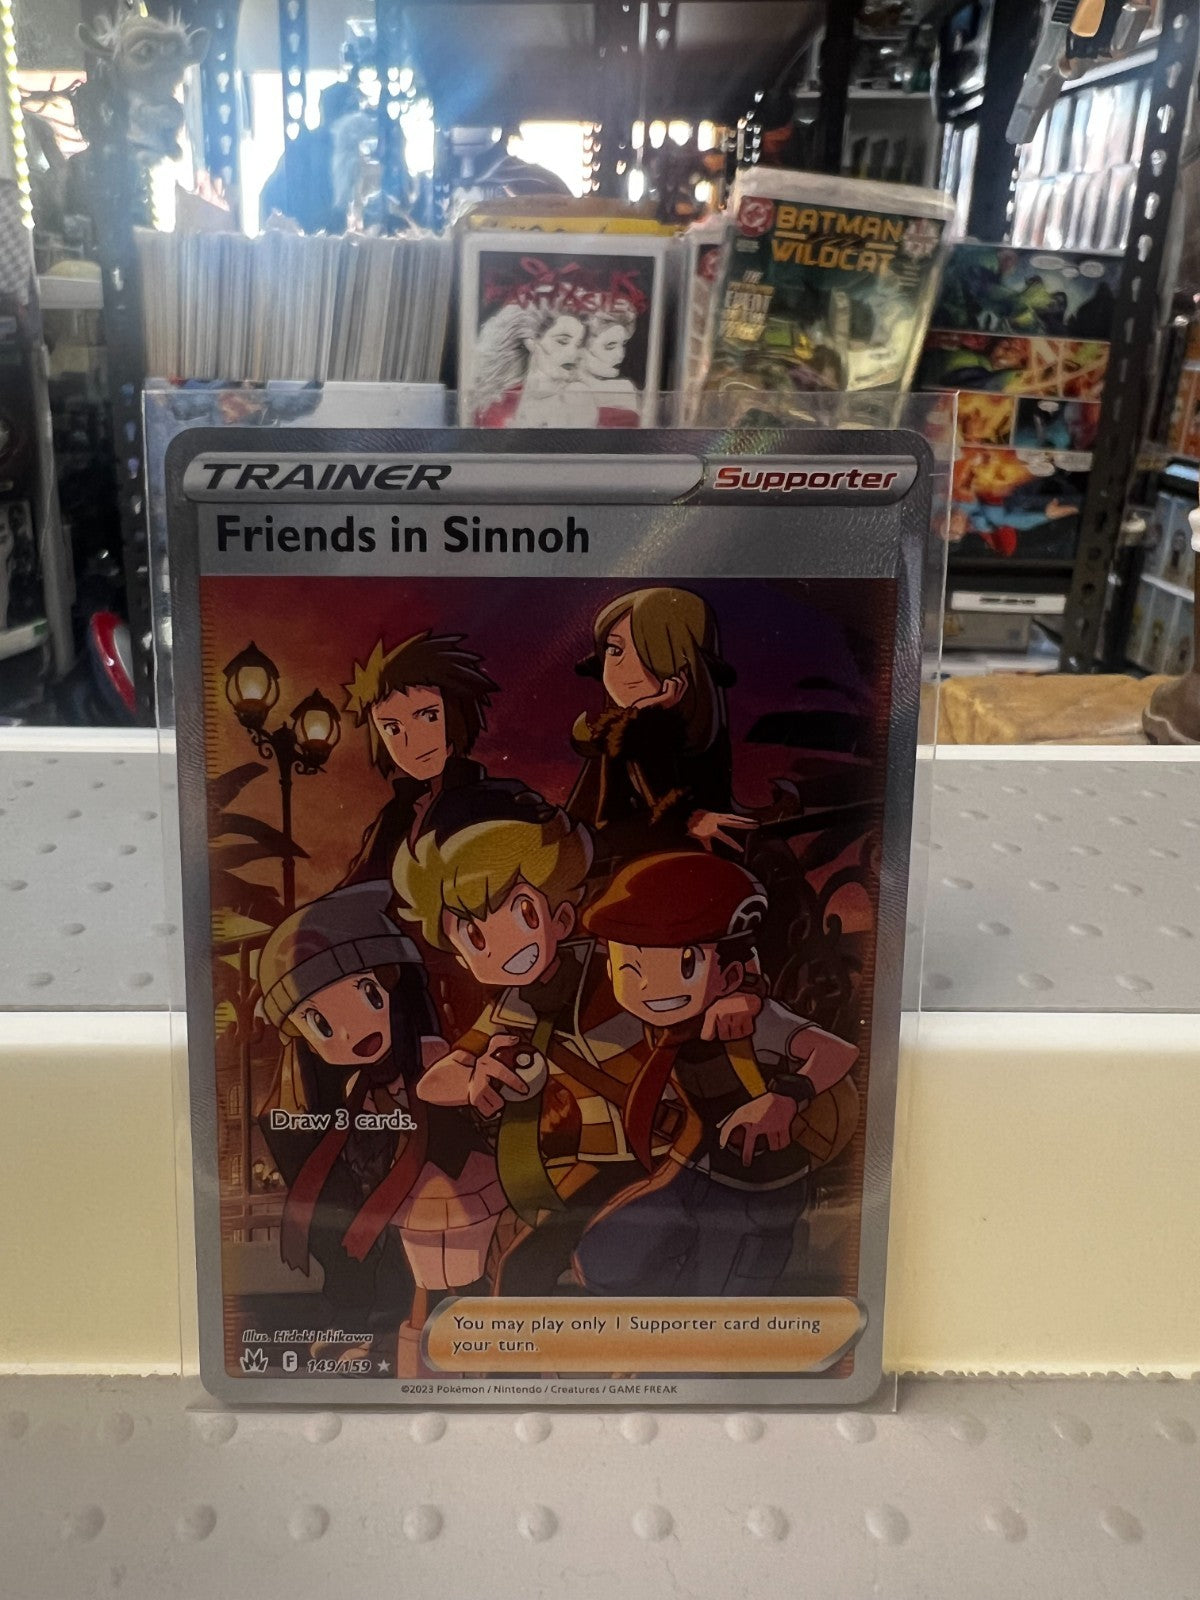 BATMAN
WILDCAT
TRAINER
Supporter
Friends in Sinnoh
Draw 3 cards.
You may play only 1 Supporter card during
your turn.
Illus. Hideki Ishikawa
F
149/159
©2023 Pokémon / Nintendo / Creatures / GAME FREAK